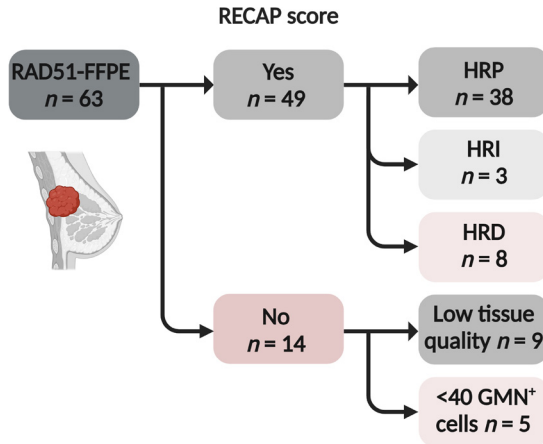 RECAP score
RAD51-FFPE
n = 63
Yes
n = 49
HRP
n = 38
HRI
n = 3
HRD
n = 8
No
n = 14
Low tissue
quality n = 9
<40 GMN⁺
cells n = 5